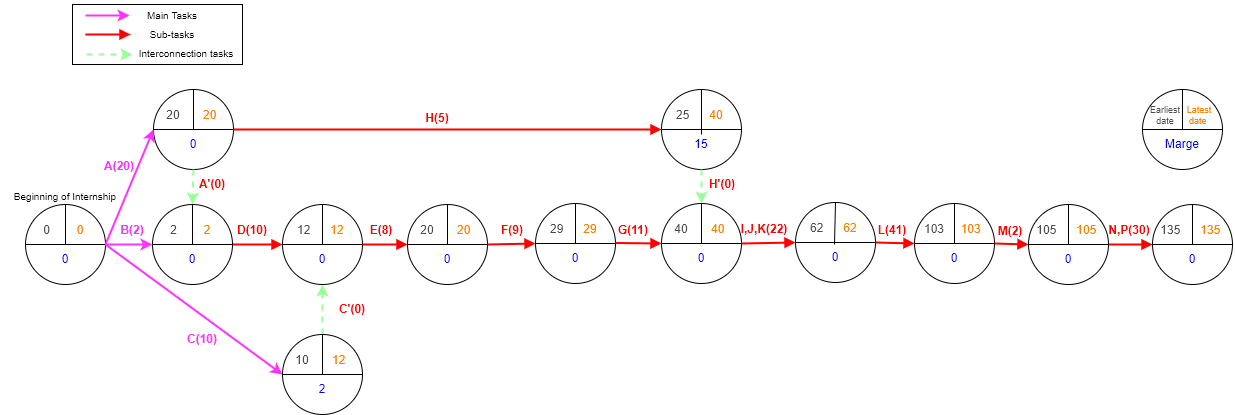 Main Tasks
Sub-tasks
Interconnection tasks
20 20
0
H(5)
25 40
15
Earliest date Latest date
Marge
A(20)
A'(0)
H'(0)
Beginning of Internship
0 0
0
B(2)
2 2
0
D(10)
12 12
0
E(8)
20 20
0
F(9)
29 29
0
G(11)
40 40
0
I,J,K(22)
62 62
0
L(41)
103 103
0
M(2)
105 105
0
N,P(30)
135 135
0
C(10)
C'(0)
10 12
2